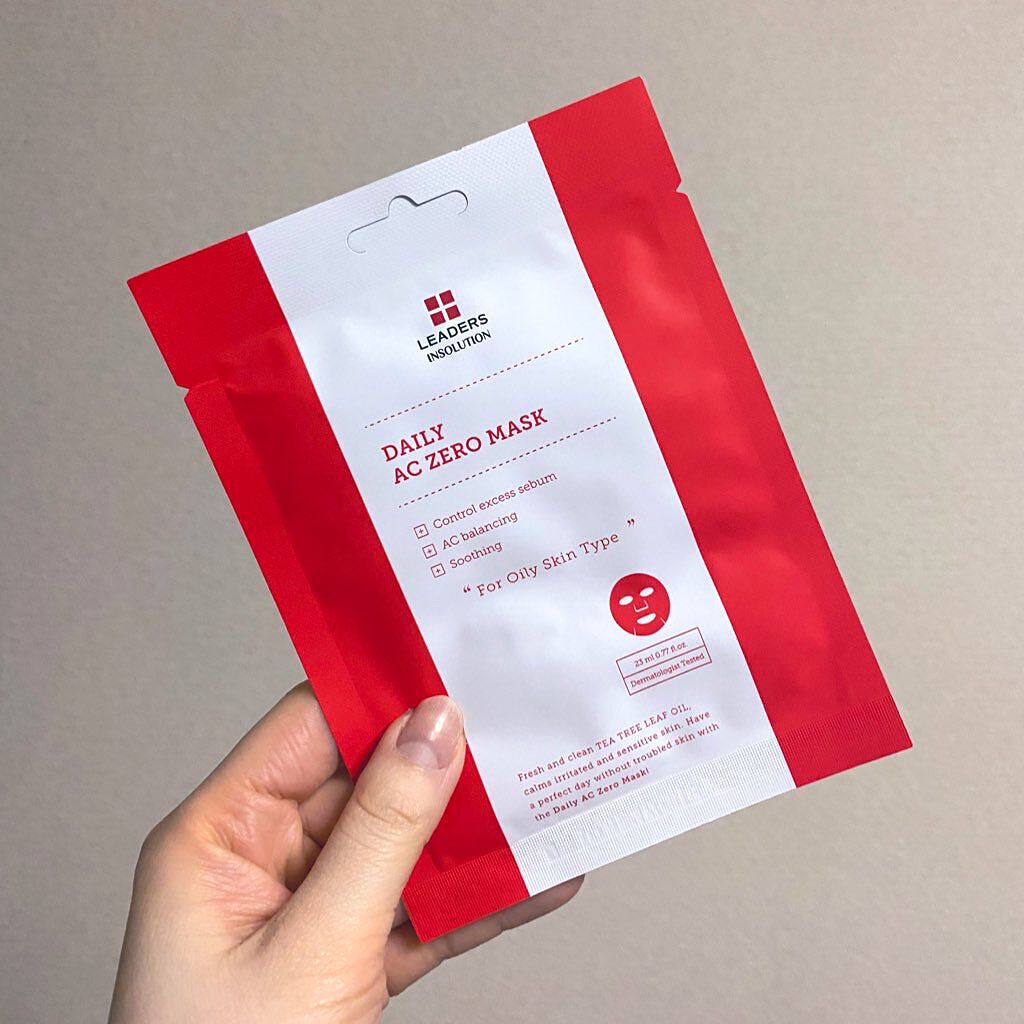 LEADERS
INSOLUTION
DAILY
AC ZERO MASK
Control excess sebum
AC balancing
Soothing
“ For Oily Skin Type ”
23 ml 0.77 fl.oz.
Dermatologist Tested
Fresh and clean TEA TREE LEAF OIL,
calms irritated and sensitive skin. Have
a perfect day without troubled skin with
the Daily AC Zero Mask!